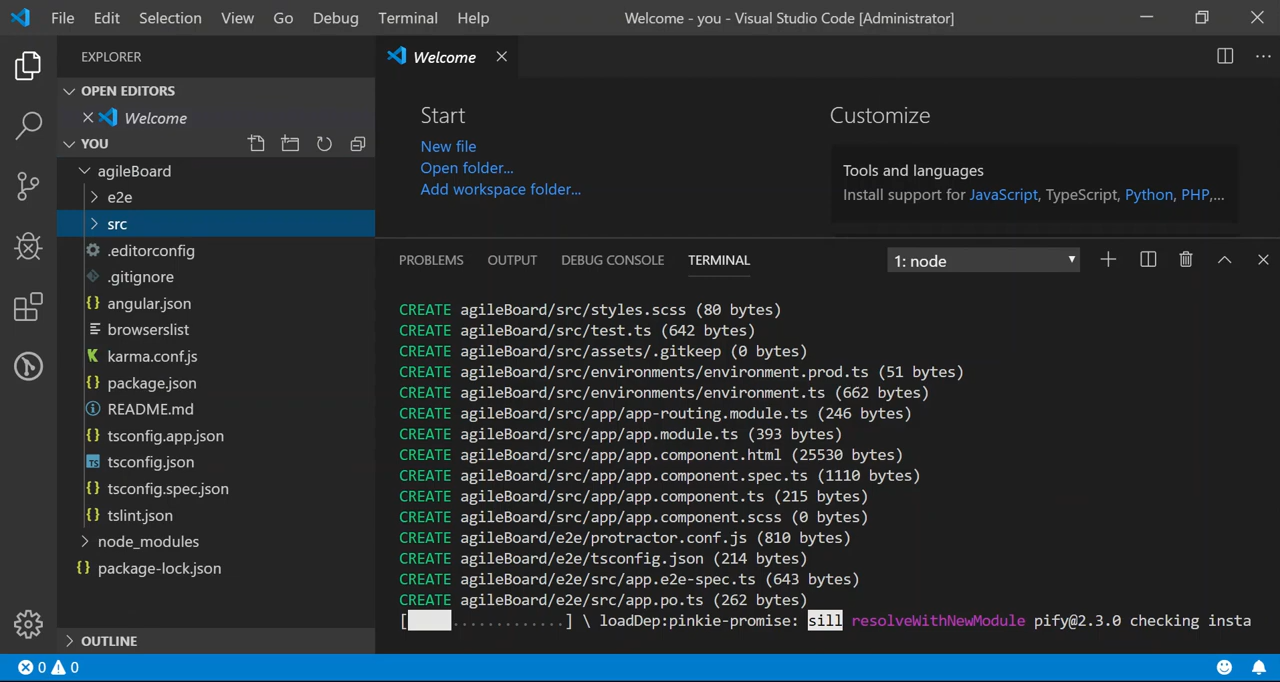 File Edit Selection View Go Debug Terminal Help Welcome - you - Visual Studio Code [Administrator]
EXPLORER
OPEN EDITORS
Welcome
YOU
agileBoard
e2e
src
.editorconfig
.gitignore
angular.json
browserslist
karma.conf.js
package.json
README.md
tsconfig.app.json
tsconfig.json
tsconfig.spec.json
tslint.json
node_modules
package-lock.json
OUTLINE
Welcome
Start
New file
Open folder...
Add workspace folder...
Customize
Tools and languages
Install support for JavaScript, TypeScript, Python, PHP,...
PROBLEMS OUTPUT DEBUG CONSOLE TERMINAL 1: node
CREATE agileBoard/src/styles.scss (80 bytes)
CREATE agileBoard/src/test.ts (642 bytes)
CREATE agileBoard/src/assets/.gitkeep (0 bytes)
CREATE agileBoard/src/environments/environment.prod.ts (51 bytes)
CREATE agileBoard/src/environments/environment.ts (662 bytes)
CREATE agileBoard/src/app/app-routing.module.ts (246 bytes)
CREATE agileBoard/src/app/app.module.ts (393 bytes)
CREATE agileBoard/src/app/app.component.html (25530 bytes)
CREATE agileBoard/src/app/app.component.spec.ts (1110 bytes)
CREATE agileBoard/src/app/app.component.ts (215 bytes)
CREATE agileBoard/src/app/app.component.scss (0 bytes)
CREATE agileBoard/e2e/protractor.conf.js (810 bytes)
CREATE agileBoard/e2e/tsconfig.json (214 bytes)
CREATE agileBoard/e2e/src/app.e2e-spec.ts (643 bytes)
CREATE agileBoard/e2e/src/app.po.ts (262 bytes)
[     .............] \ loadDep:pinkie-promise: sill resolveWithNewModule pify@2.3.0 checking insta
0 0